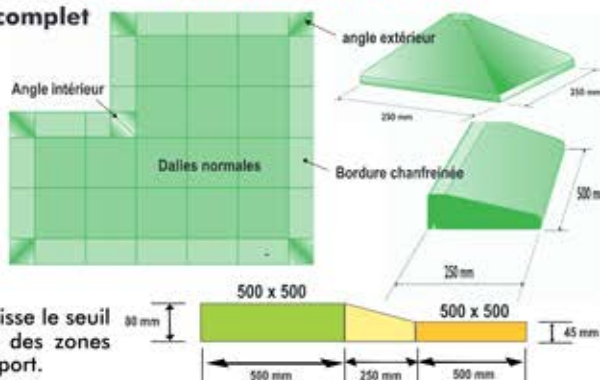 complet
angle extérieur
Angle intérieur
250 mm
250 mm
Dalles normales
Bordure chanfreinée
500 m
250 mm
isse le seuil
des zones
port.
80 mm
500 x 500
500 x 500
45 mm
500 mm
250 mm
500 mm